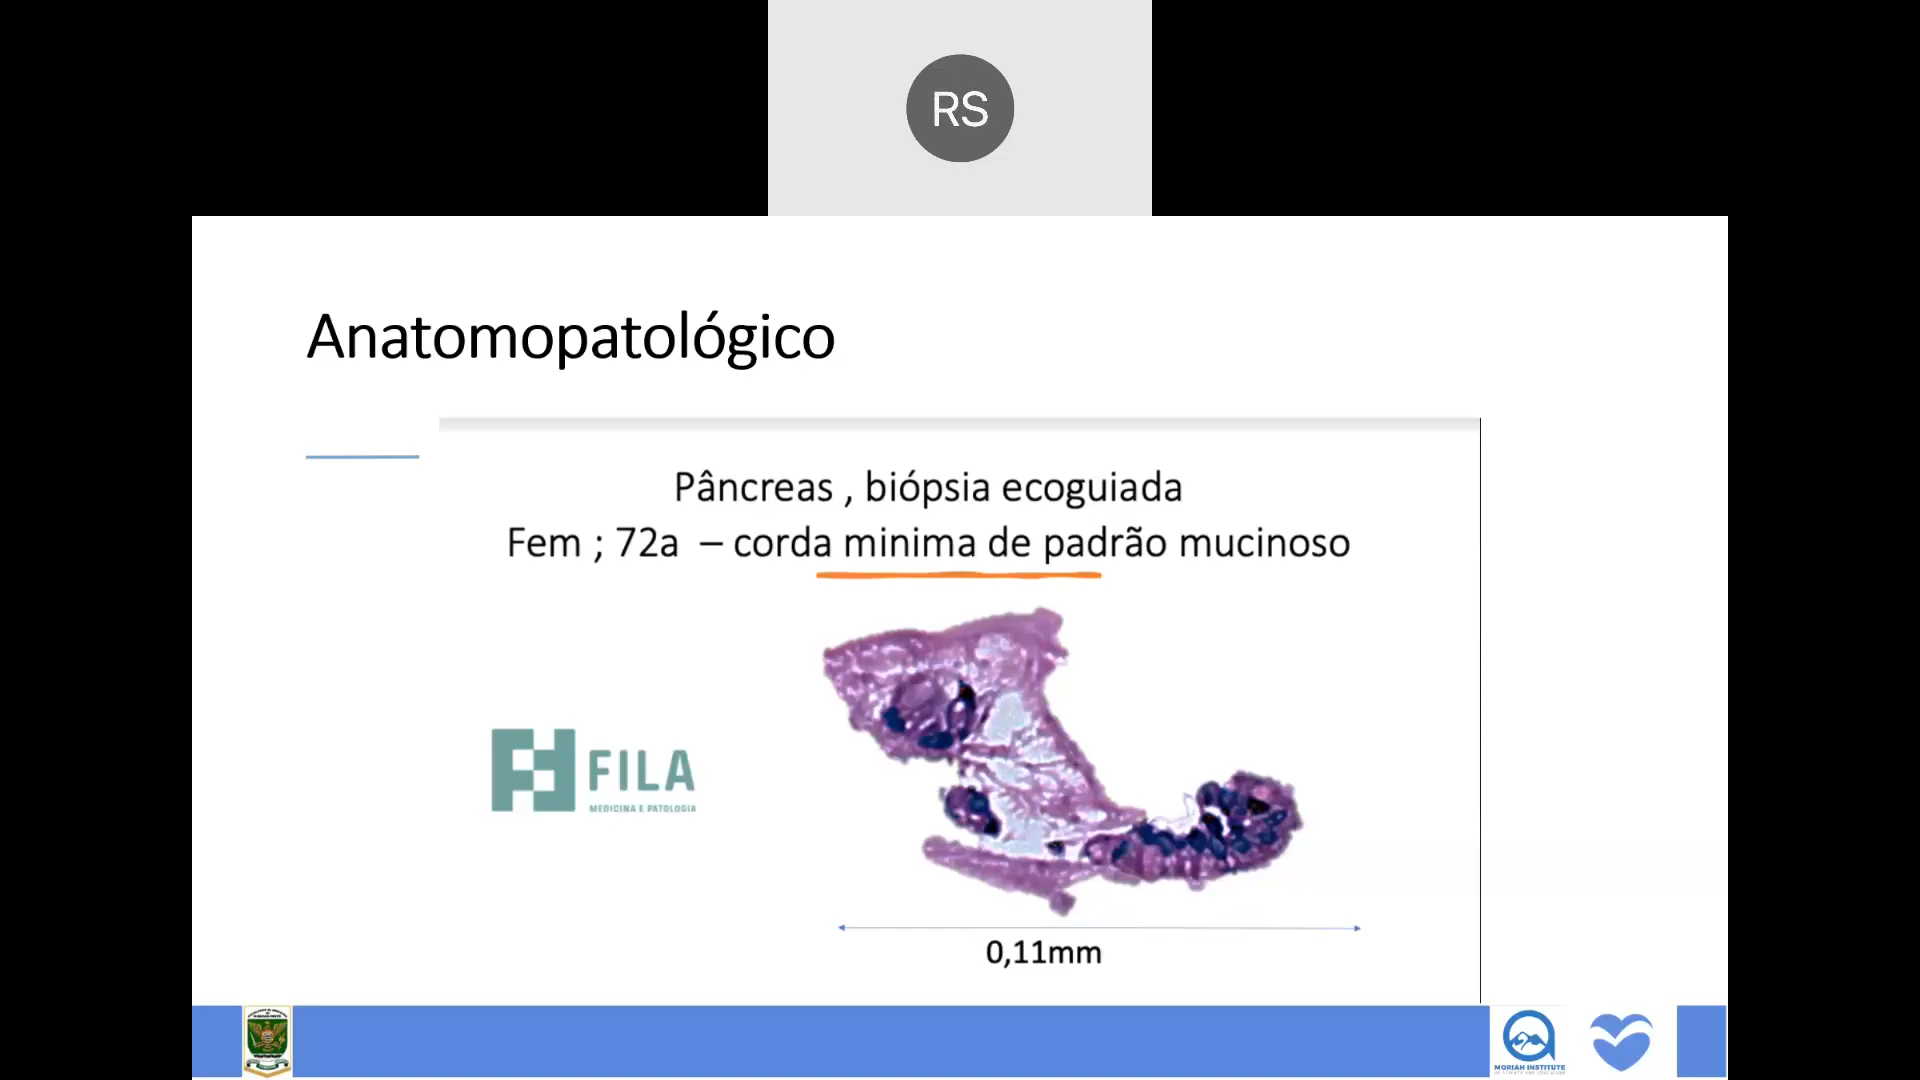 RS
Anatomopatológico
Pâncreas , biópsia ecoguiada
Fem ; 72a – corda minima de padrão mucinoso
FILA
MEDICINA E PATOLOGIA
0,11mm
MORIAH INSTITUTE